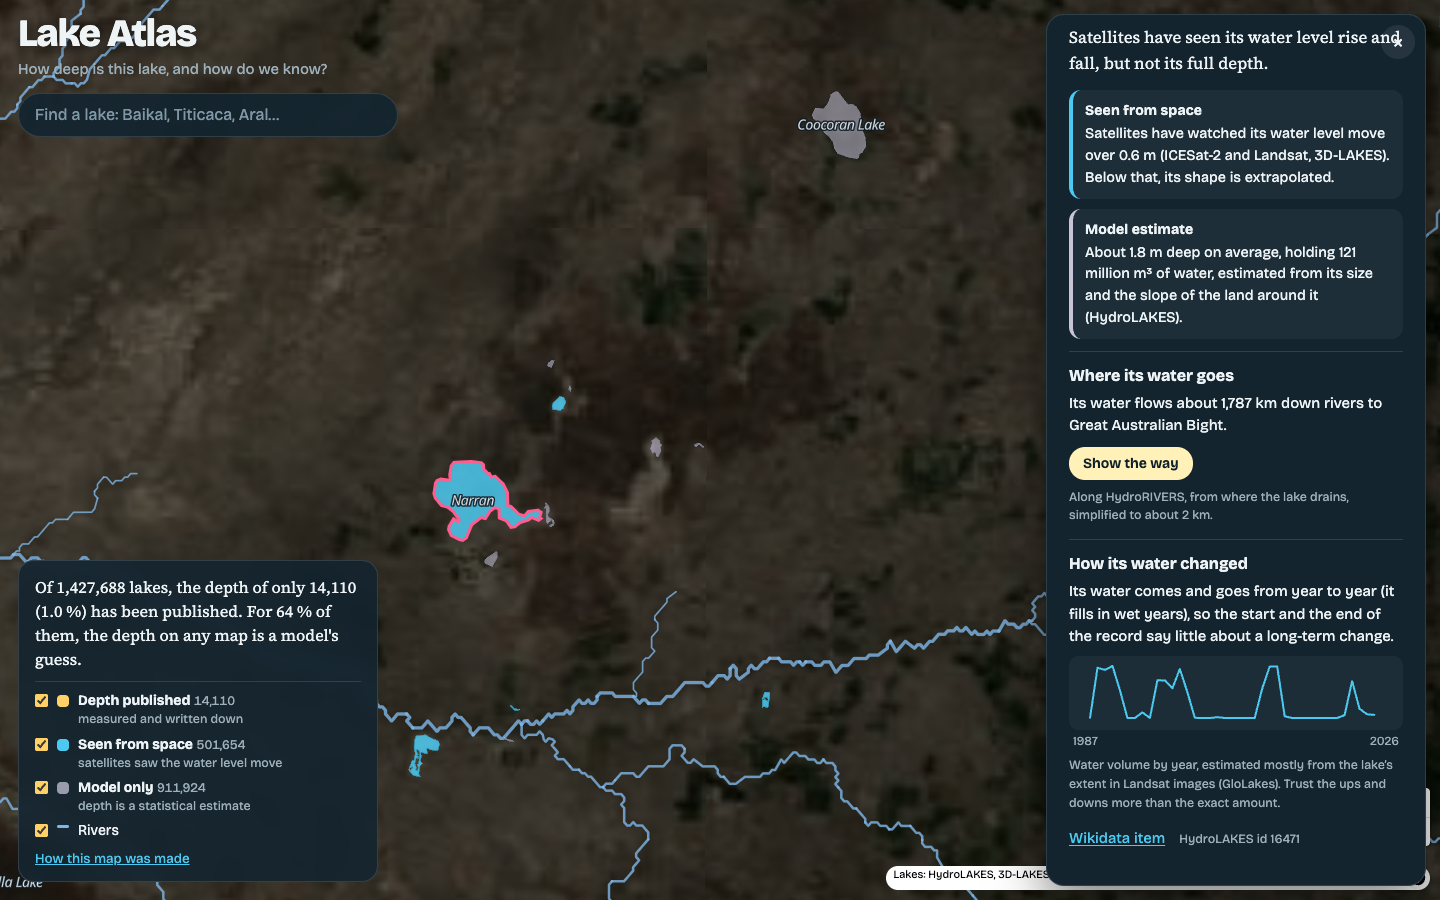 Lake Atlas
How deep is this lake, and how do we know?
Find a lake: Baikal, Titicaca, Aral...
Coocoran Lake
Narran
Of 1,427,688 lakes, the depth of only 14,110
(1.0 %) has been published. For 64 % of
them, the depth on any map is a model's
guess.
Depth published 14,110
measured and written down
Seen from space 501,654
satellites saw the water level move
Model only 911,924
depth is a statistical estimate
Rivers
How this map was made
lla Lake
Satellites have seen its water level rise and
fall, but not its full depth.
Seen from space
Satellites have watched its water level move
over 0.6 m (ICESat-2 and Landsat, 3D-LAKES).
Below that, its shape is extrapolated.
Model estimate
About 1.8 m deep on average, holding 121
million m³ of water, estimated from its size
and the slope of the land around it
(HydroLAKES).
Where its water goes
Its water flows about 1,787 km down rivers to
Great Australian Bight.
Show the way
Along HydroRIVERS, from where the lake drains,
simplified to about 2 km.
How its water changed
Its water comes and goes from year to year (it
fills in wet years), so the start and the end of
the record say little about a long-term change.
1987 2026
Water volume by year, estimated mostly from the lake's
extent in Landsat images (GloLakes). Trust the ups and
downs more than the exact amount.
Wikidata item HydroLAKES id 16471
Lakes: HydroLAKES, 3D-LAKES